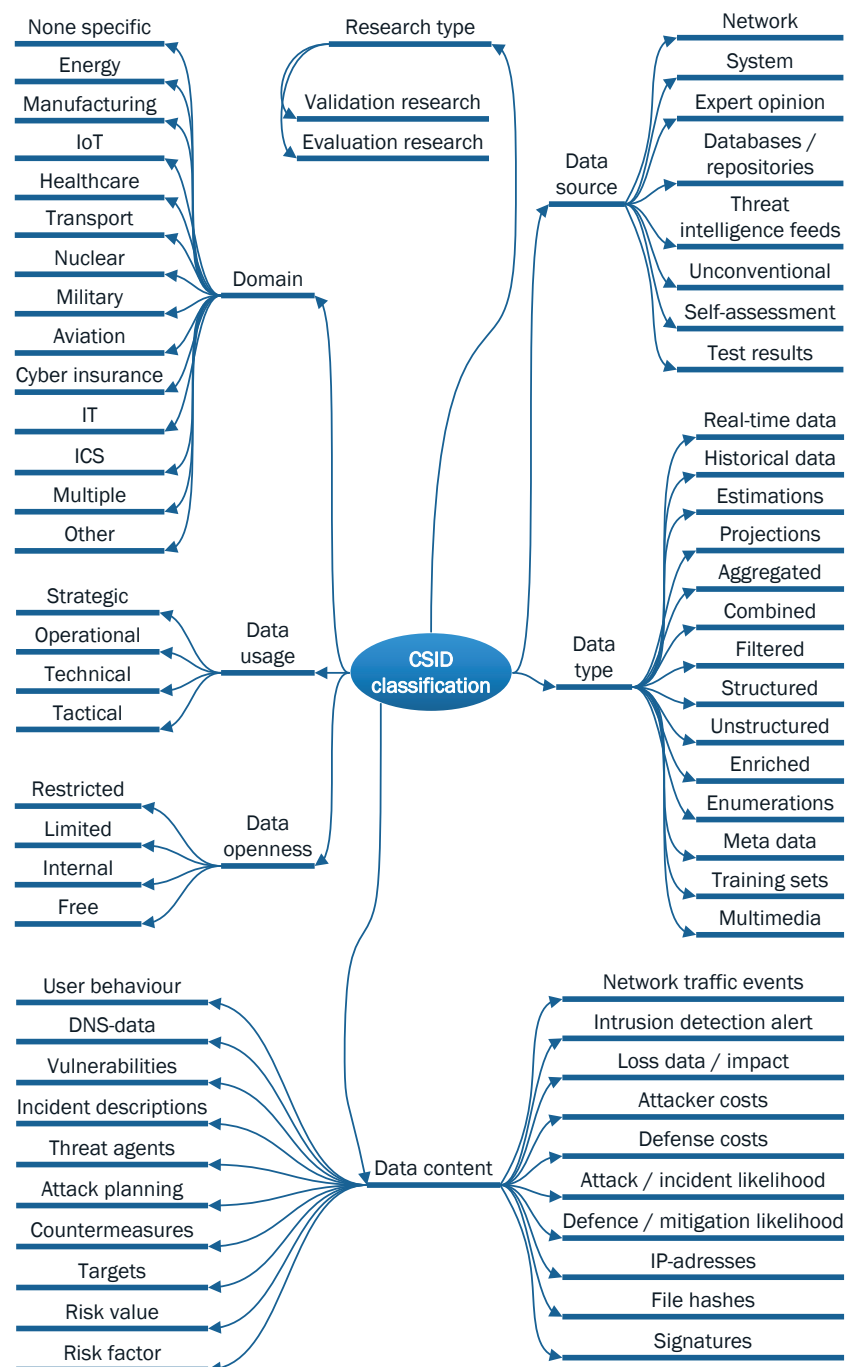 None specific
Energy
Manufacturing
IoT
Healthcare
Transport
Nuclear
Military
Aviation
Cyber insurance
IT
ICS
Multiple
Other
Domain
Research type
Validation research
Evaluation research
Data
source
Network
System
Expert opinion
Databases /
repositories
Threat
intelligence feeds
Unconventional
Self-assessment
Test results
Strategic
Operational
Technical
Tactical
Data
usage
CSID
classification
Data
type
Real-time data
Historical data
Estimations
Projections
Aggregated
Combined
Filtered
Structured
Unstructured
Enriched
Enumerations
Meta data
Training sets
Multimedia
Restricted
Limited
Internal
Free
Data
openness
User behaviour
DNS-data
Vulnerabilities
Incident descriptions
Threat agents
Attack planning
Countermeasures
Targets
Risk value
Risk factor
Data content
Network traffic events
Intrusion detection alert
Loss data / impact
Attacker costs
Defense costs
Attack / incident likelihood
Defence / mitigation likelihood
IP-adresses
File hashes
Signatures